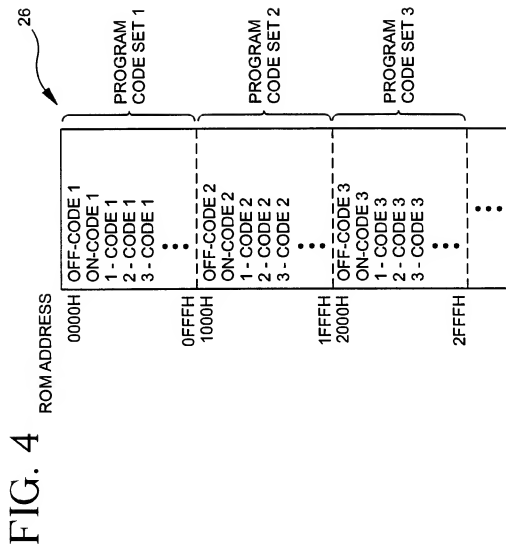 FIG. 4
26
ROM ADDRESS
0000H
OFF-CODE 1
ON-CODE 1
1 - CODE 1
2 - CODE 1
3 - CODE 1
0FFFH
PROGRAM
CODE SET 1
1000H
OFF-CODE 2
ON-CODE 2
1 - CODE 2
2 - CODE 2
3 - CODE 2
1FFFH
PROGRAM
CODE SET 2
2000H
OFF-CODE 3
ON-CODE 3
1 - CODE 3
2 - CODE 3
3 - CODE 3
2FFFH
PROGRAM
CODE SET 3